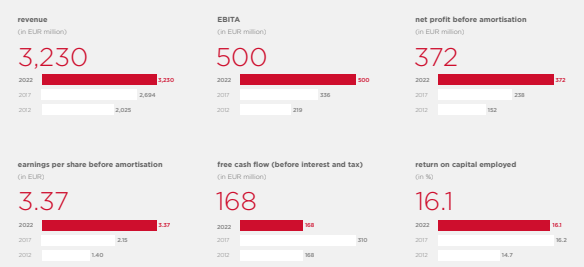 revenue
(in EUR million)
3,230
2022 3,230
2017 2,694
2012 2,025
EBITA
(in EUR million)
500
2022 500
2017 336
2012 219
net profit before amortisation
(in EUR million)
372
2022 372
2017 238
2012 152
earnings per share before amortisation
(in EUR)
3.37
2022 3.37
2017 2.15
2012 1.40
free cash flow (before interest and tax)
(in EUR million)
168
2022 168
2017 310
2012 168
return on capital employed
(in %)
16.1
2022 16.1
2017 16.2
2012 14.7